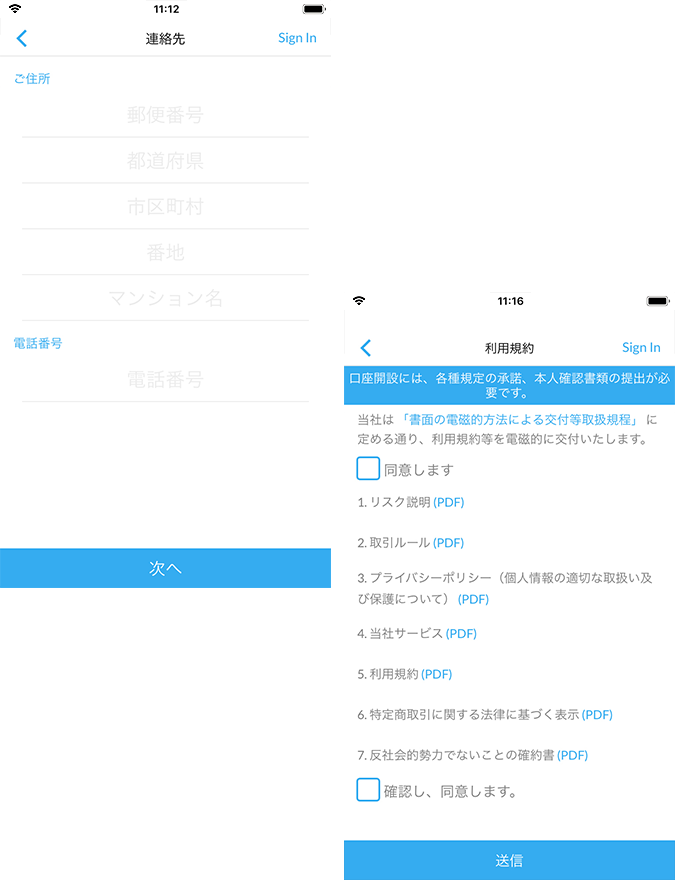 11:12
連絡先
Sign In
ご住所
郵便番号
都道府県
市区町村
番地
マンション名
電話番号
電話番号
次へ
11:16
利用規約
Sign In
口座開設には、各種規定の承諾、本人確認書類の提出が必
要です。
当社は 「書面の電磁的方法による交付等取扱規程」 に
定める通り、利用規約等を電磁的に交付いたします。
同意します
1. リスク説明 (PDF)
2. 取引ルール (PDF)
3. プライバシーポリシー（個人情報の適切な取扱い及
び保護について） (PDF)
4. 当社サービス (PDF)
5. 利用規約 (PDF)
6. 特定商取引に関する法律に基づく表示 (PDF)
7. 反社会的勢力でないことの確約書 (PDF)
確認し、同意します。
送信